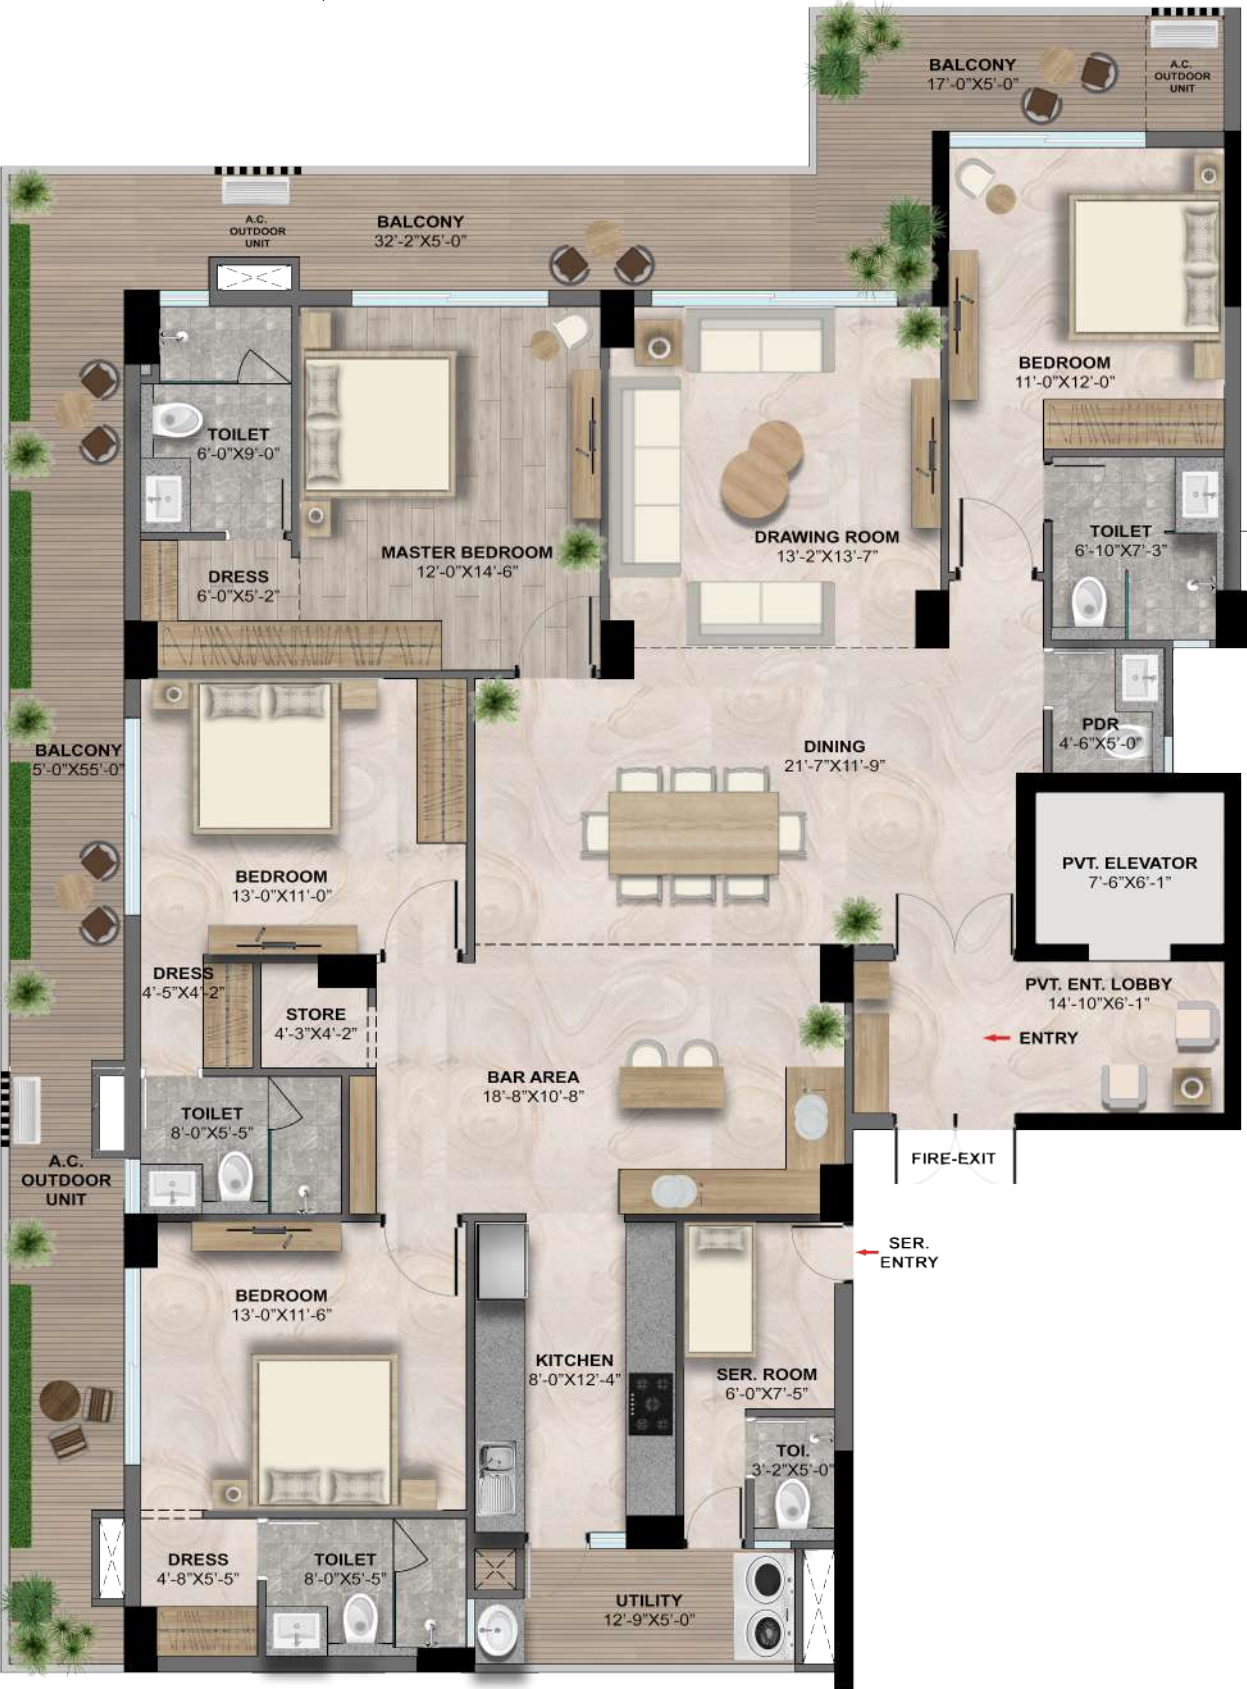 BALCONY
17'-0"X5'-0"
A.C.
OUTDOOR
UNIT
A.C.
OUTDOOR
UNIT
BALCONY
32'-2"X5'-0"
BEDROOM
11'-0"X12'-0"
TOILET
6'-0"X9'-0"
MASTER BEDROOM
12'-0"X14'-6"
DRAWING ROOM
13'-2"X13'-7"
TOILET
6'-10"X7'-3"
DRESS
6'-0"X5'-2"
PDR
4'-6"X5'-0"
BALCONY
5'-0"X55'-0"
DINING
21'-7"X11'-9"
PVT. ELEVATOR
7'-6"X6'-1"
BEDROOM
13'-0"X11'-0"
DRESS
4'-5"X4'-2"
STORE
4'-3"X4'-2"
PVT. ENT. LOBBY
14'-10"X6'-1"
ENTRY
BAR AREA
18'-8"X10'-8"
TOILET
8'-0"X5'-5"
A.C.
OUTDOOR
UNIT
FIRE-EXIT
SER.
ENTRY
BEDROOM
13'-0"X11'-6"
KITCHEN
8'-0"X12'-4"
SER. ROOM
6'-0"X7'-5"
TOI.
3'-2"X5'-0"
DRESS
4'-8"X5'-5"
TOILET
8'-0"X5'-5"
UTILITY
12'-9"X5'-0"